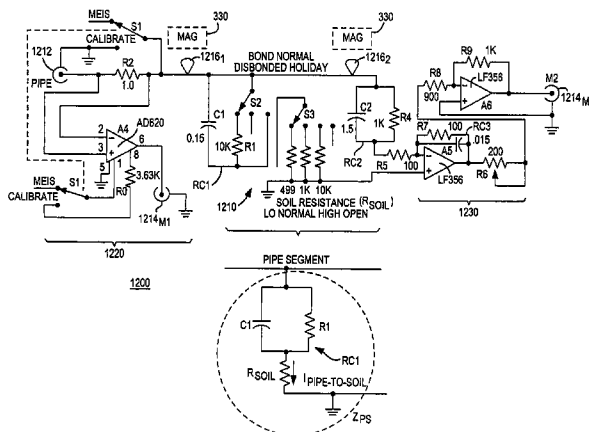 MEIS
CALIBRATE
S1
1212
PIPE
R2
1.0
330
MAG
1216₁
BOND NORMAL
DISBONDED HOLIDAY
330
MAG
1216₂
R9 1K
R8
900
LF356
A6
M2
1214M2
C1
0.15
S2
10K
R1
RC1
S3
499 1K 10K
SOIL RESISTANCE (RSOIL)
LO NORMAL HIGH OPEN
1210
C2
1.5
1K
R4
RC2
R5
100
R7
100
RC3
.015
A5
LF356
200
R6
1230
2
3
A4
AD620
6
5
1
8
3.63K
R0
MEIS
S1
CALIBRATE
1214M1
1220
1200
PIPE SEGMENT
C1
R1
RC1
RSOIL
IPIPE-TO-SOIL
ZPS